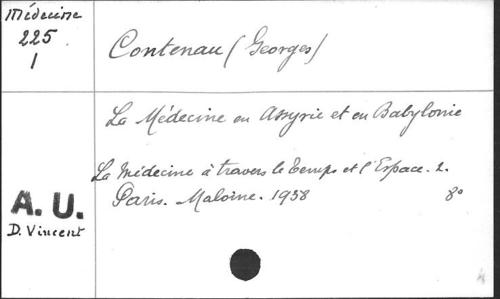 Médecine
225
1
Contenau (Georges)
La Médecine en Assyrie et en Babylonie
La Médecine à travers le temps et l'Espace. 2.
Paris. Maloine. 1938 8°
A. U.
D. Vincent